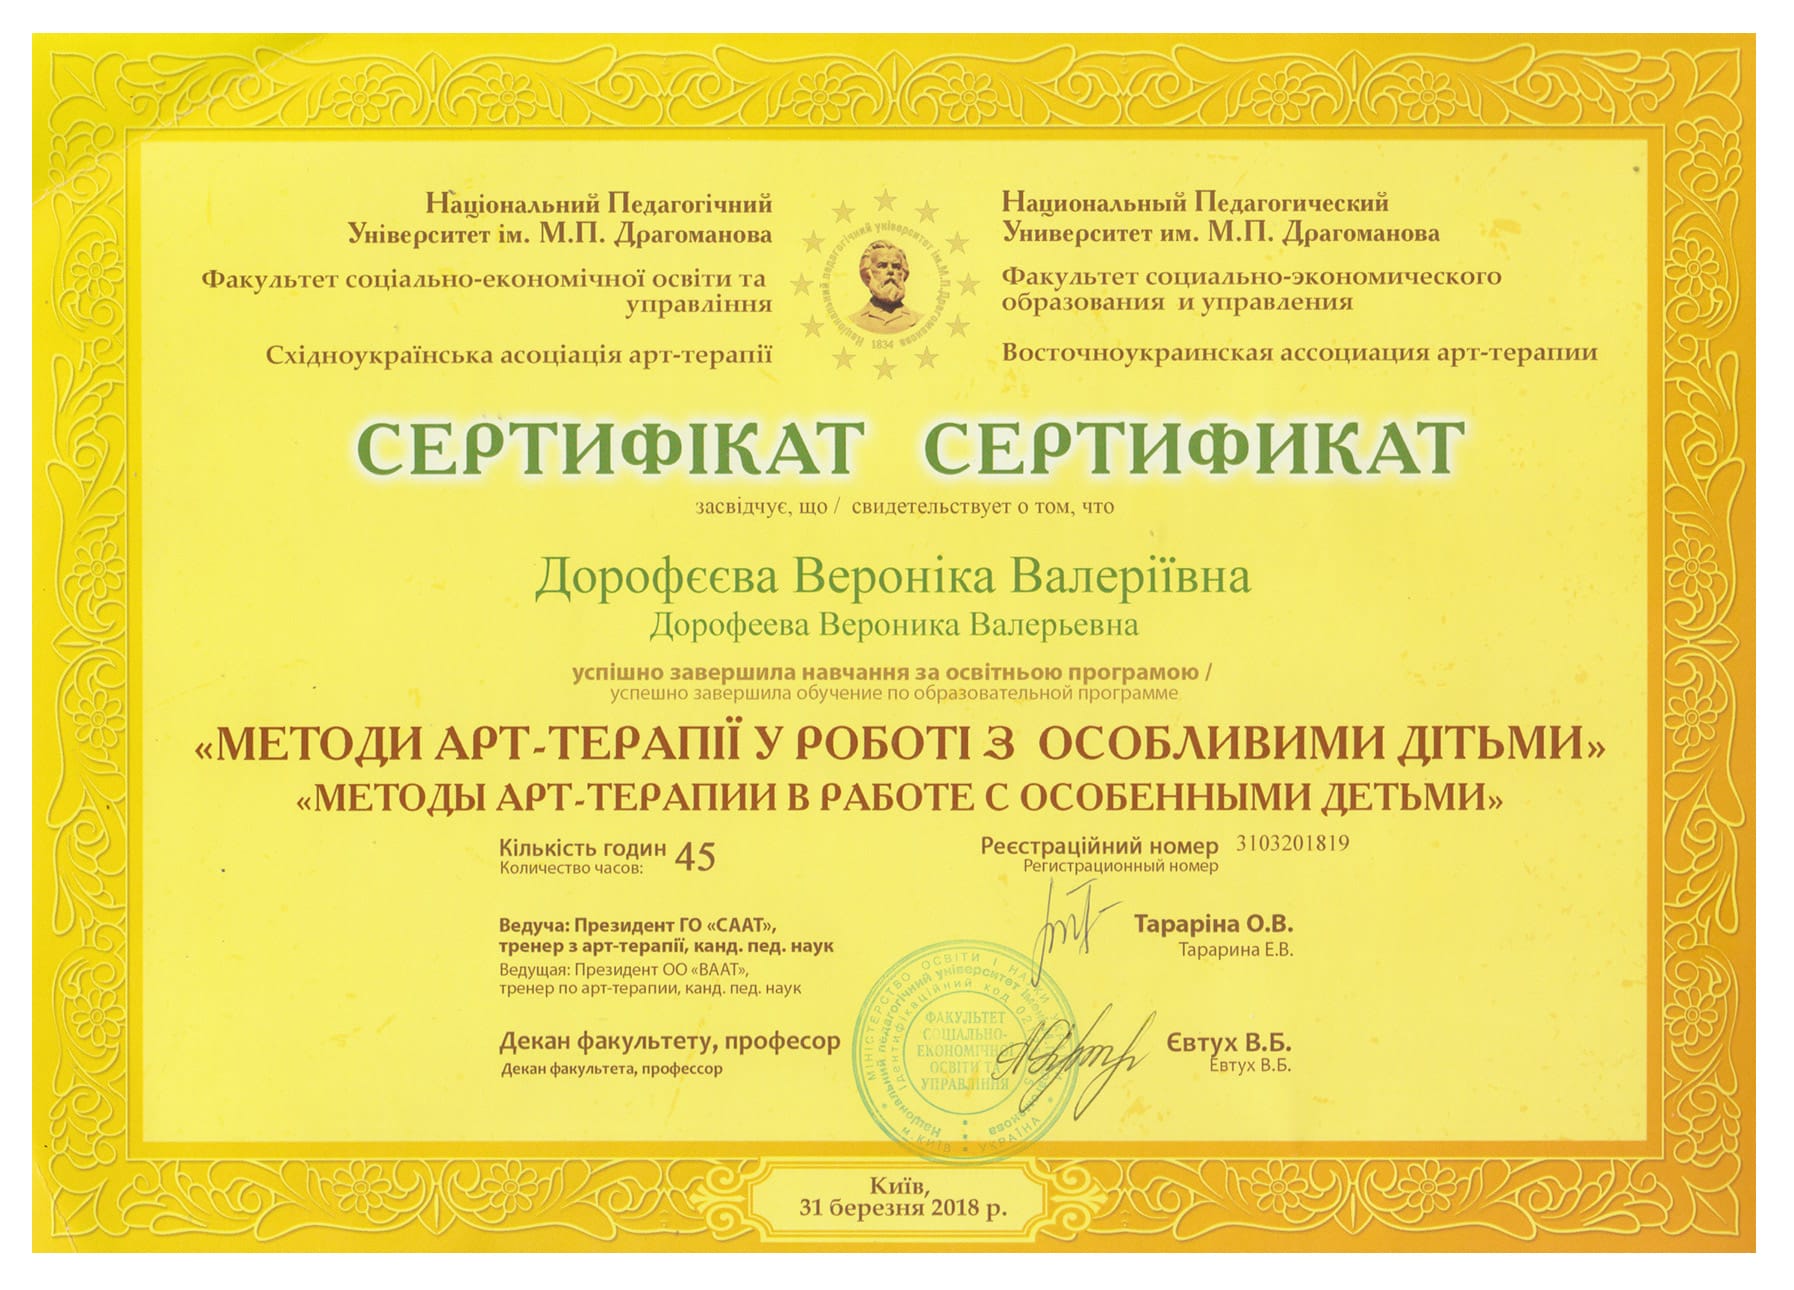 Національний Педагогічний
Університет ім. М.П. Драгоманова
Факультет соціально-економічної освіти та
управління
Східноукраїнська асоціація арт-терапії
Національний педагогічний університет ім.М.П.Драгоманова
1834
Национальный Педагогический
Университет им. М.П. Драгоманова
Факультет социально-экономического
образования и управления
Восточноукраинская ассоциация арт-терапии
СЕРТИФІКАТ СЕРТИФИКАТ
засвідчує, що / свидетельствует о том, что
Дорофєєва Вероніка Валеріївна
Дорофеева Вероника Валерьевна
успішно завершила навчання за освітньою програмою /
успешно завершила обучение по образовательной программе
«МЕТОДИ АРТ-ТЕРАПІЇ У РОБОТІ З ОСОБЛИВИМИ ДІТЬМИ»
«МЕТОДЫ АРТ-ТЕРАПИИ В РАБОТЕ С ОСОБЕННЫМИ ДЕТЬМИ»
Кількість годин 45
Количество часов:
Реєстраційний номер 3103201819
Регистрационный номер
Ведуча: Президент ГО «СААТ»,
тренер з арт-терапії, канд. пед. наук
Ведущая: Президент ОО «ВААТ»,
тренер по арт-терапии, канд. пед. наук
Тараріна О.В.
Тарарина Е.В.
Декан факультету, професор
Декан факультета, профессор
Євтух В.Б.
Евтух В.Б.
МІНІСТЕРСТВО ОСВІТИ І НАУКИ
Національний педагогічний університет
Ідентифікаційний код
ФАКУЛЬТЕТ
СОЦІАЛЬНО-
ЕКОНОМІЧНОЇ
ОСВІТИ ТА
УПРАВЛІННЯ
м. КИЇВ УКРАЇНА
Київ,
31 березня 2018 р.